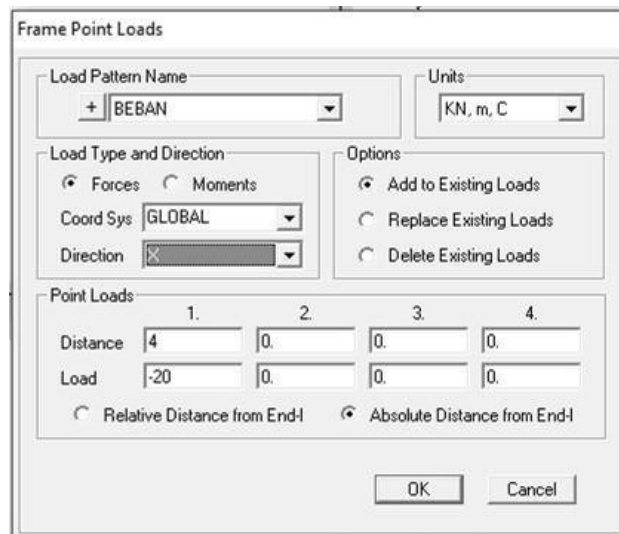 Frame Point Loads
Load Pattern Name
Units
+ BEBAN
KN, m, C
Load Type and Direction
Options
Forces Moments
Add to Existing Loads
Coord Sys GLOBAL
Replace Existing Loads
Direction X
Delete Existing Loads
Point Loads
1. 2. 3. 4.
Distance 4 0. 0. 0.
Load -20 0. 0. 0.
Relative Distance from End-I Absolute Distance from End-I
OK Cancel